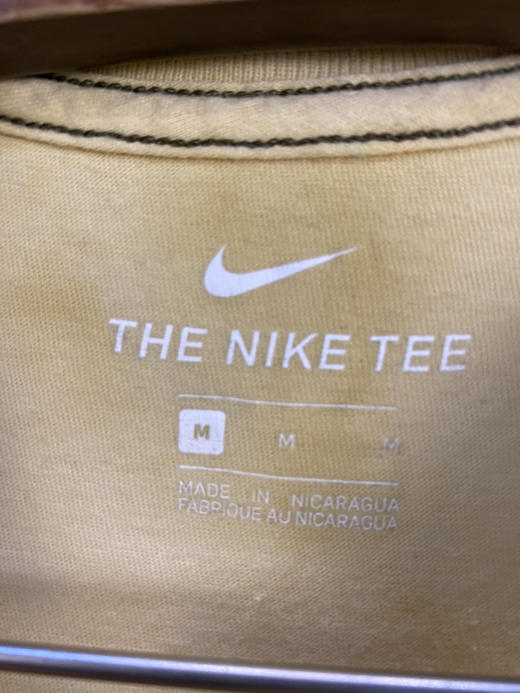 THE NIKE TEE
M M M
MADE IN NICARAGUA
FABRIQUE AU NICARAGUA